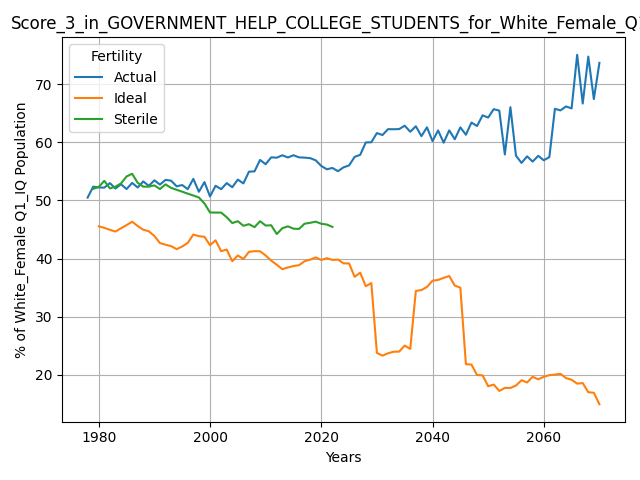 Score_3_in_GOVERNMENT_HELP_COLLEGE_STUDENTS_for_White_Female_Q
Fertility
Actual
Ideal
Sterile
% of White_Female Q1_IQ Population
70
60
50
40
30
20
1980
2000
2020
2040
2060
Years